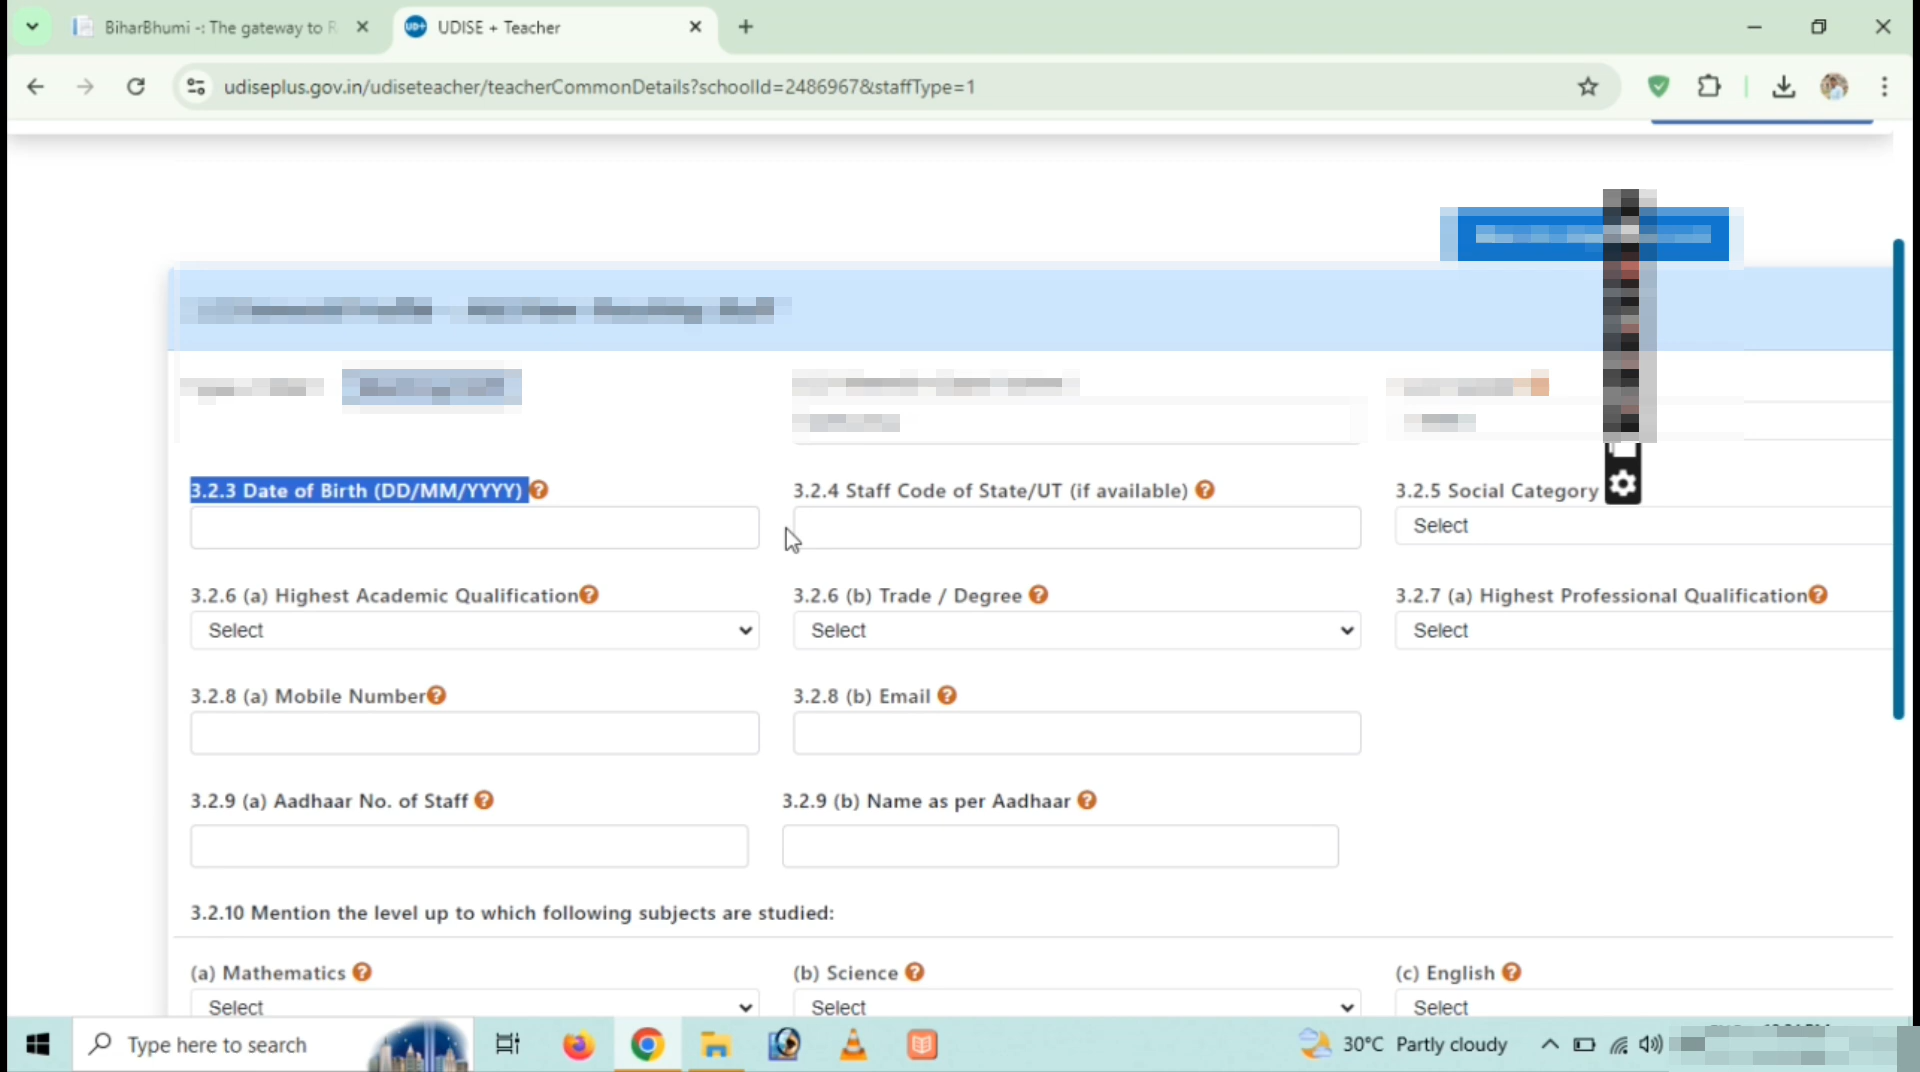 BiharBhumi -: The gateway to R
UD+ UDISE + Teacher
udiseplus.gov.in/udiseteacher/teacherCommonDetails?schoolId=2486967&staffType=1
3.2.3 Date of Birth (DD/MM/YYYY) ?
3.2.4 Staff Code of State/UT (if available) ?
3.2.5 Social Category
Select
3.2.6 (a) Highest Academic Qualification ?
3.2.6 (b) Trade / Degree ?
3.2.7 (a) Highest Professional Qualification ?
Select
Select
Select
3.2.8 (a) Mobile Number ?
3.2.8 (b) Email ?
3.2.9 (a) Aadhaar No. of Staff ?
3.2.9 (b) Name as per Aadhaar ?
3.2.10 Mention the level up to which following subjects are studied:
(a) Mathematics ?
(b) Science ?
(c) English ?
Select
Select
Select
Type here to search
30°C Partly cloudy